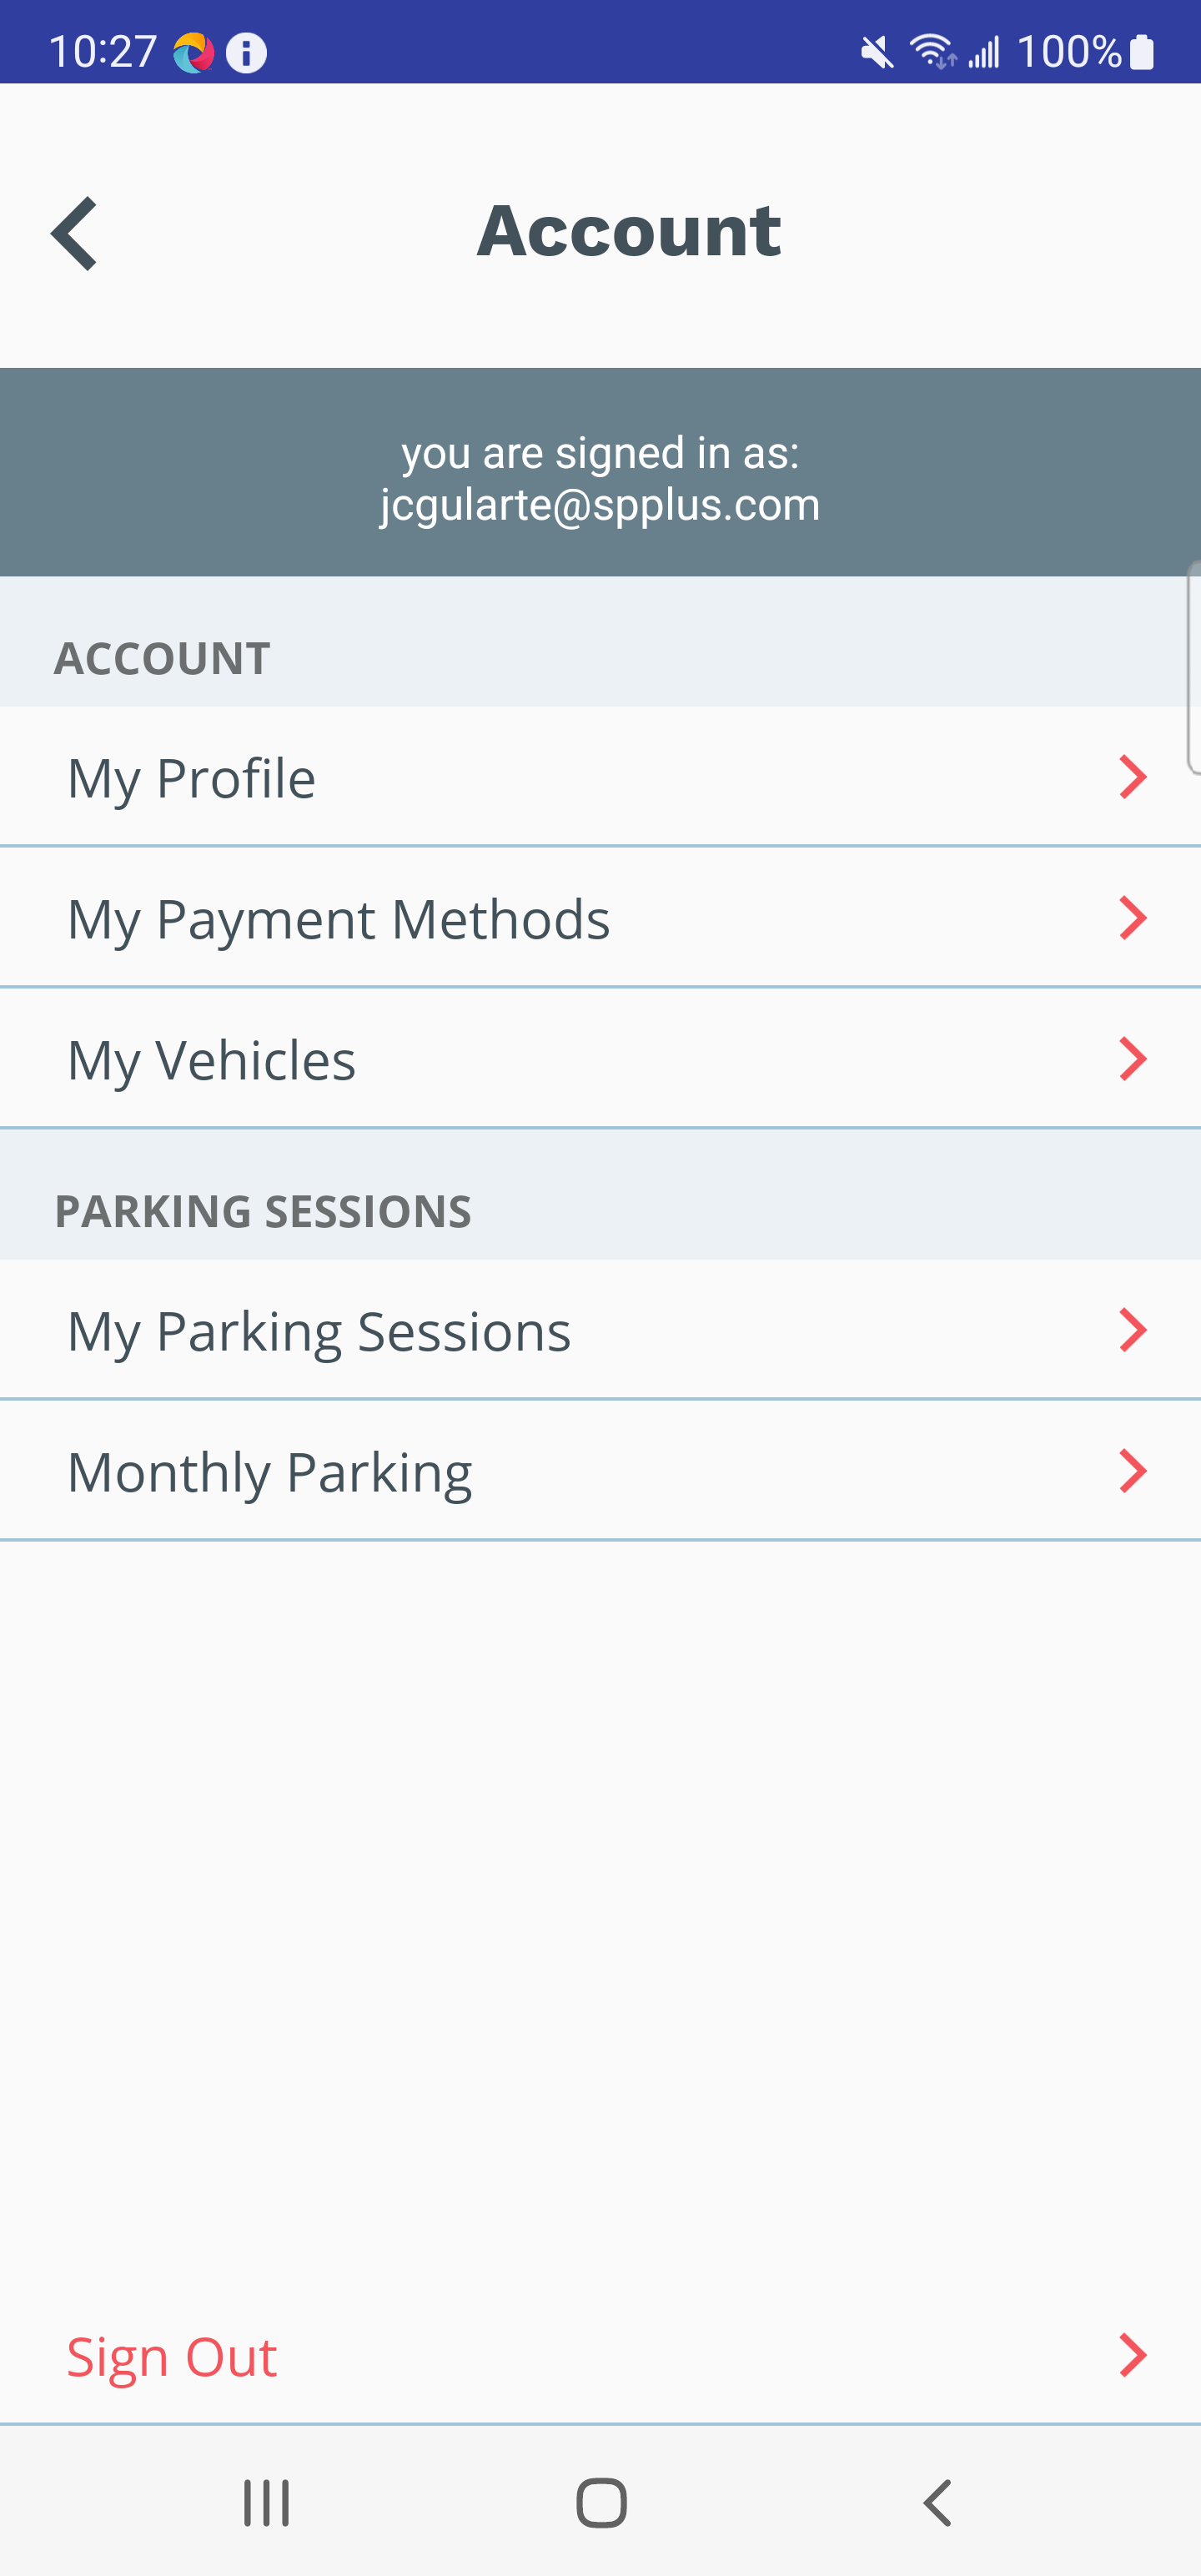 10:27 100%
Account
you are signed in as:
jcgularte@spplus.com
ACCOUNT
My Profile
My Payment Methods
My Vehicles
PARKING SESSIONS
My Parking Sessions
Monthly Parking
Sign Out